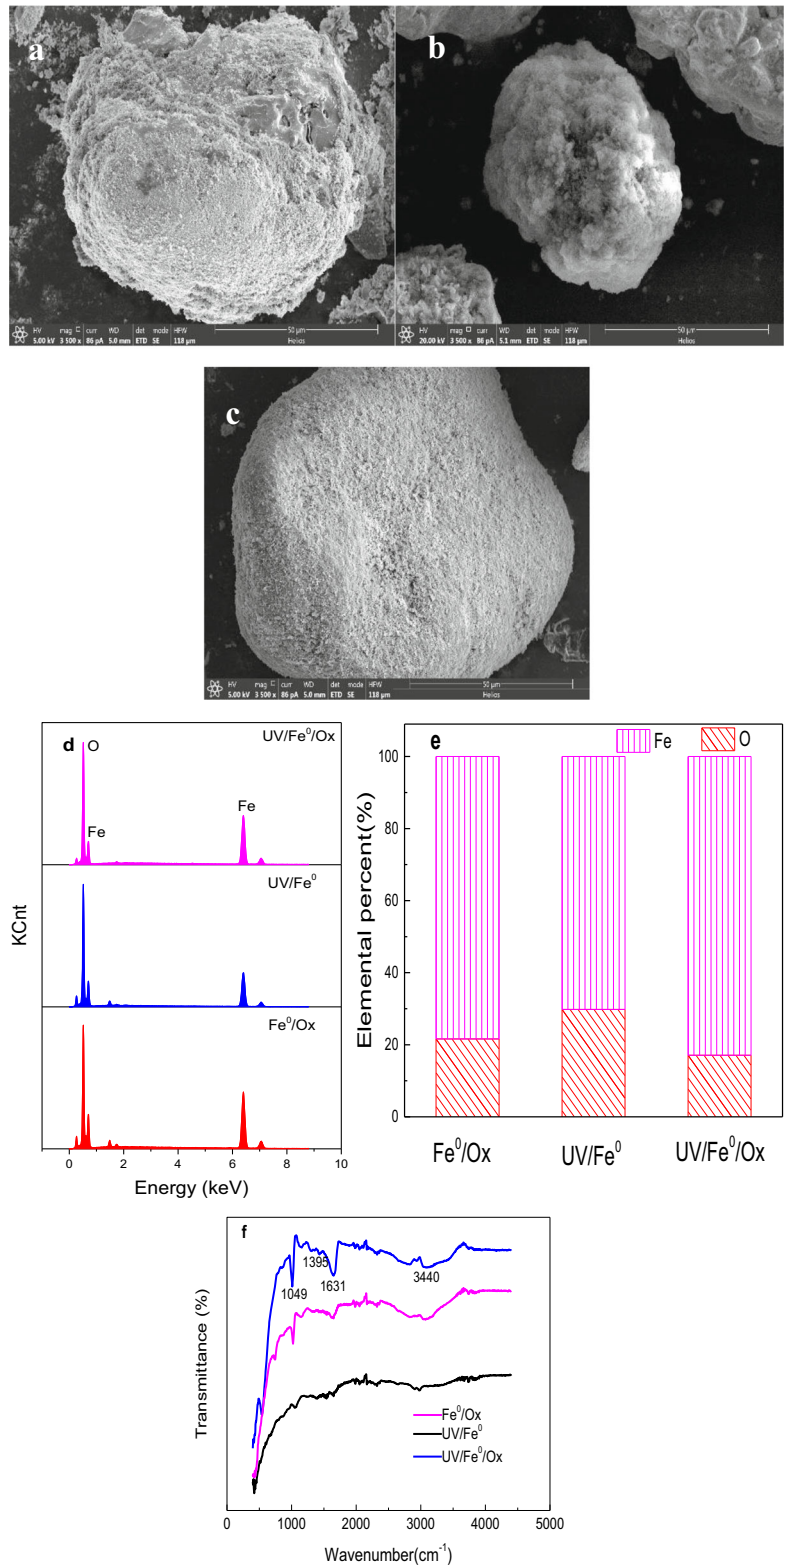 a
HV mag curr WD det mode HFW 50 µm
5.00 kV 3 500 x 86 pA 5.0 mm ETD SE 118 µm Helios
b
HV mag curr WD det mode HFW 50 µm
20.00 kV 3 500 x 86 pA 5.1 mm ETD SE 118 µm Helios
c
HV mag curr WD det mode HFW 50 µm
5.00 kV 3 500 x 86 pA 5.0 mm ETD SE 118 µm Helios
d
O
UV/Fe⁰/Ox
Fe
Fe
UV/Fe⁰
Fe⁰/Ox
KCnt
0 2 4 6 8 10
Energy (keV)
e
Fe
O
100
80
60
40
20
0
Elemental percent(%)
Fe⁰/Ox UV/Fe⁰ UV/Fe⁰/Ox
f
1395
1049
1631
3440
Transmittance (%)
Fe⁰/Ox
UV/Fe⁰
UV/Fe⁰/Ox
0 1000 2000 3000 4000 5000
Wavenumber(cm⁻¹)